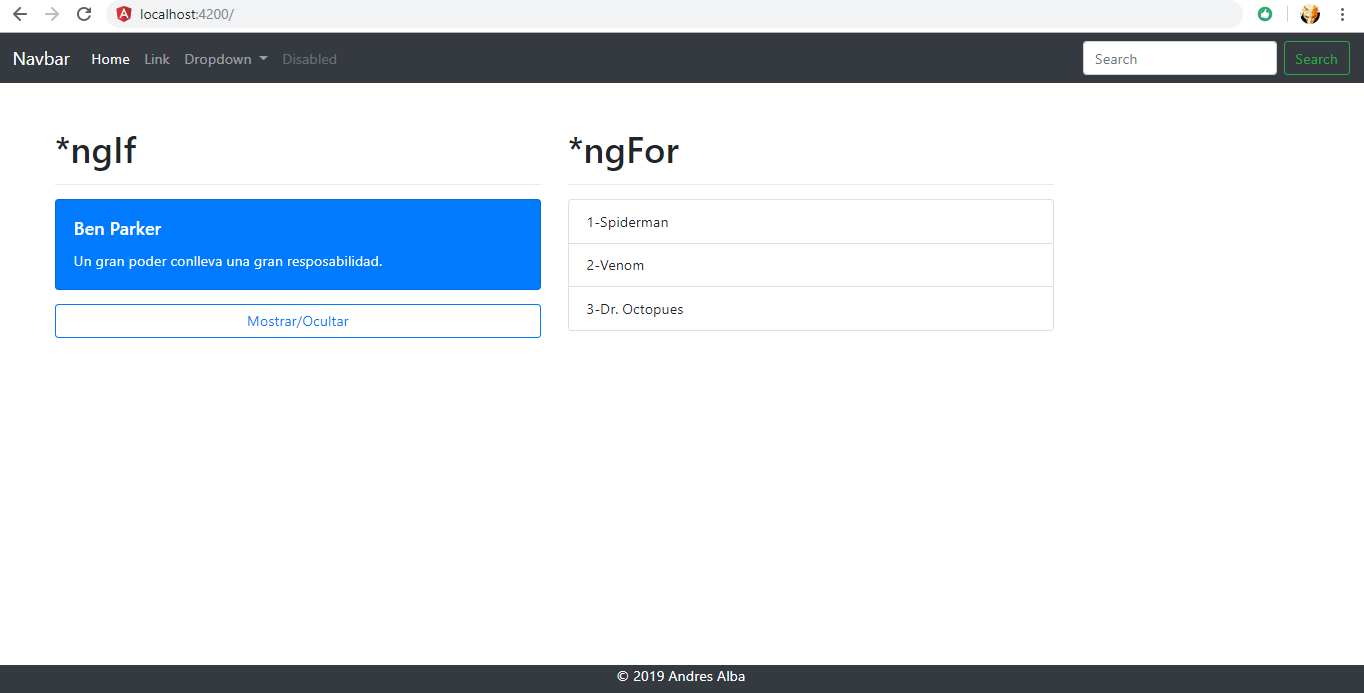 localhost:4200/
Navbar Home Link Dropdown Disabled Search Search
*ngIf
Ben Parker
Un gran poder conlleva una gran resposabilidad.
Mostrar/Ocultar
*ngFor
1-Spiderman
2-Venom
3-Dr. Octopues
© 2019 Andres Alba